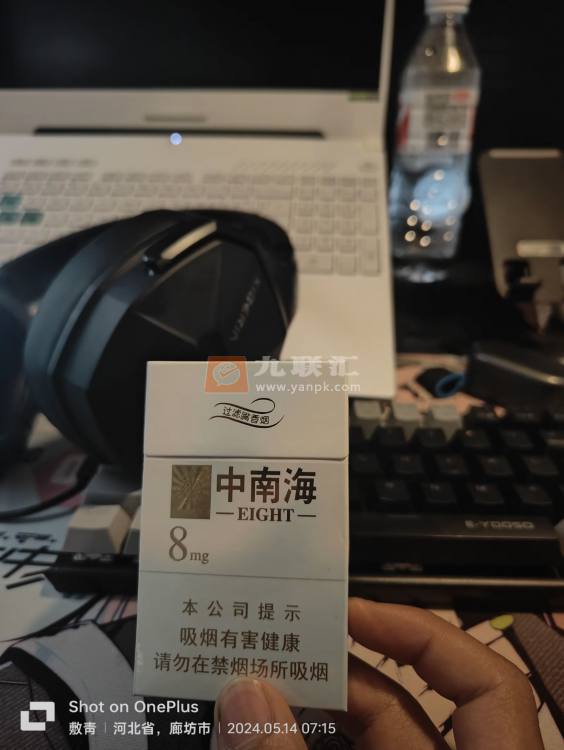 九联汇
www.yanpk.com
过滤嘴香烟
中南海
EIGHT
8mg
本公司提示
吸烟有害健康
请勿在禁烟场所吸烟
E-YOOSO
Shot on OnePlus
敷青 | 河北省，廊坊市 | 2024.05.14 07:15